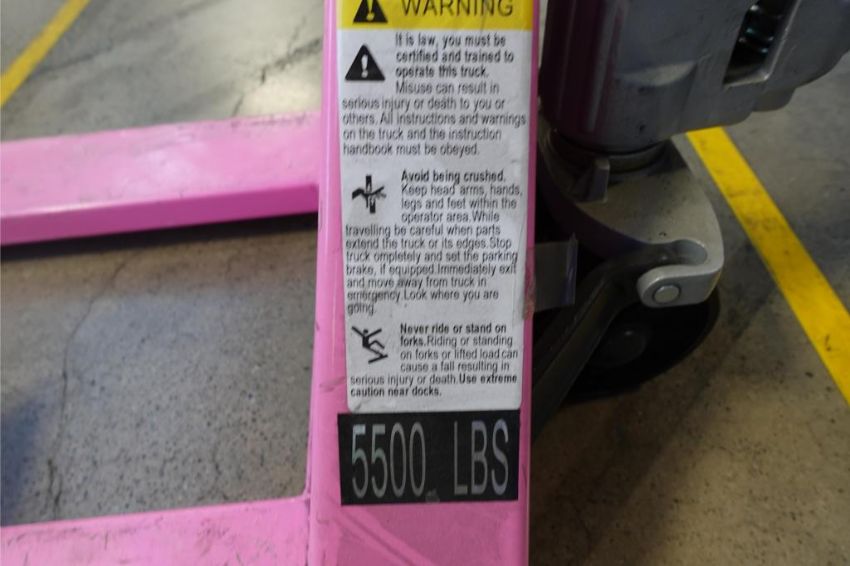 WARNING
It is law, you must be
certified and trained to
operate this truck.
Misuse can result in
serious injury or death to you or
others. All instructions and warnings
on the truck and the instruction
handbook must be obeyed.
Avoid being crushed.
Keep head arms, hands,
legs and feet within the
operator area.While
travelling be careful when parts
extend the truck or its edges.Stop
truck ompletely and set the parking
brake, if equipped.Immediately exit
and move away from truck in
emergency.Look where you are
going.
Never ride or stand on
forks.Riding or standing
on forks or lifted load can
cause a fall resulting in
serious injury or death.Use extreme
caution near docks.
5500 LBS